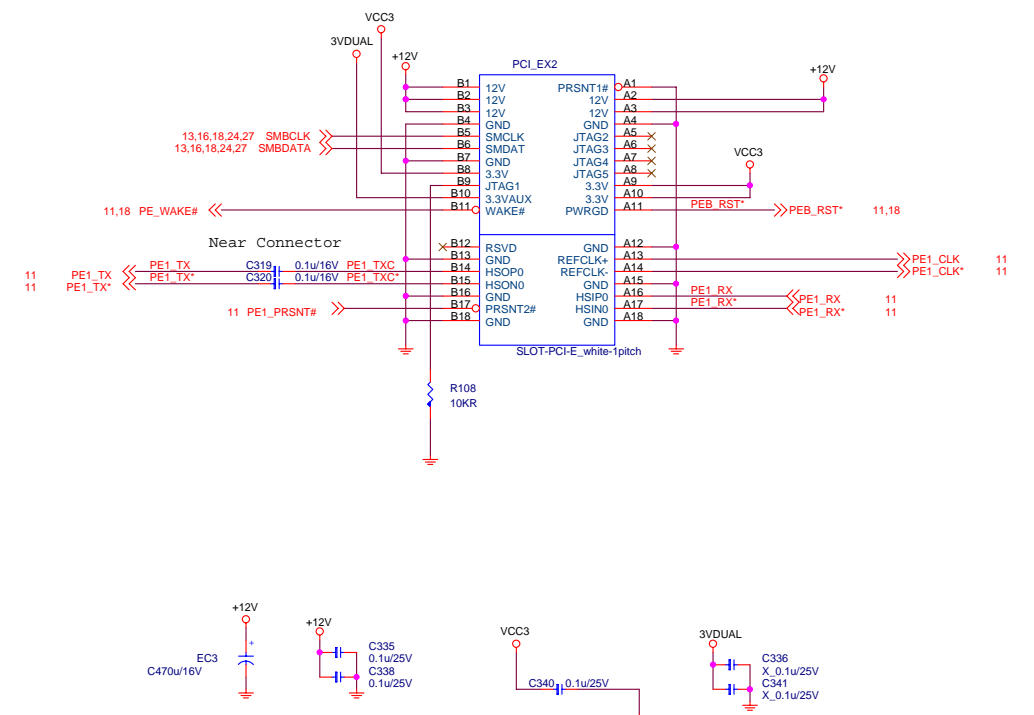 VCC3
3VDUAL
+12V
+12V
PCI_EX2
B1 12V PRSNT1# A1
B2 12V 12V A2
B3 12V 12V A3
B4 GND GND A4
13,16,18,24,27 SMBCLK B5 SMCLK JTAG2 A5
13,16,18,24,27 SMBDATA B6 SMDAT JTAG3 A6
B7 GND JTAG4 A7
VCC3
B8 3.3V JTAG5 A8
B9 JTAG1 3.3V A9
B10 3.3VAUX 3.3V A10
11,18 PE_WAKE# B11 WAKE# PWRGD A11 PEB_RST* PEB_RST* 11,18
Near Connector
B12 RSVD GND A12
B13 GND REFCLK+ A13 PE1_CLK 11
11 PE1_TX PE1_TX C319 0.1u/16V PE1_TXC B14 HSOP0 REFCLK- A14 PE1_CLK* 11
11 PE1_TX* PE1_TX* C320 0.1u/16V PE1_TXC* B15 HSON0 GND A15
B16 GND HSIP0 A16 PE1_RX PE1_RX 11
11 PE1_PRSNT# B17 PRSNT2# HSIN0 A17 PE1_RX* PE1_RX* 11
B18 GND GND A18
SLOT-PCI-E_white-1pitch
R108
10KR
+12V
EC3
C470u/16V
+
+12V
C335
0.1u/25V
C338
0.1u/25V
VCC3
C340 0.1u/25V
3VDUAL
C336
X_0.1u/25V
C341
X_0.1u/25V